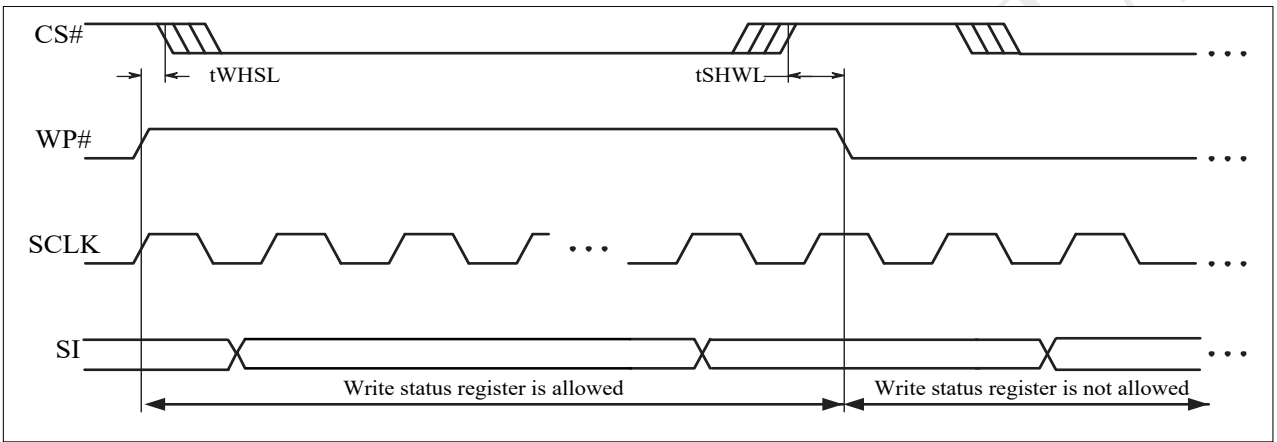 CS#
tWHSL
tSHWL
WP#
SCLK
SI
Write status register is allowed
Write status register is not allowed